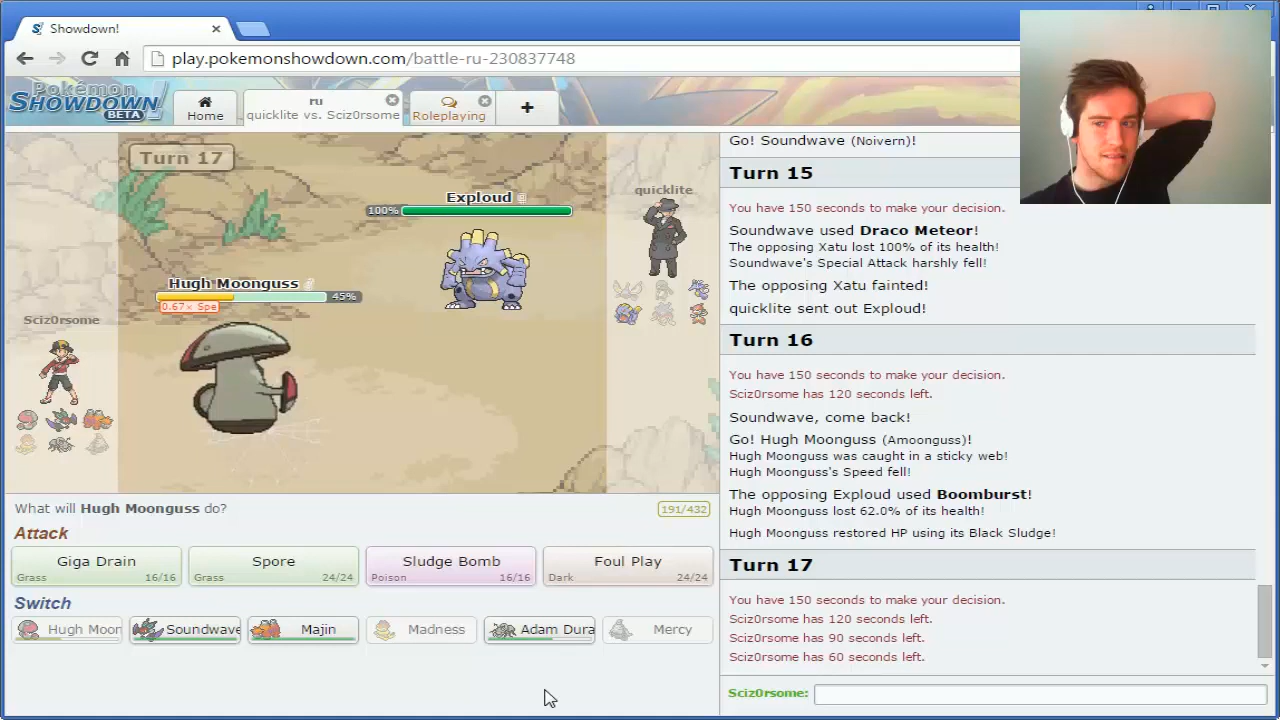 Showdown!
play.pokemonshowdown.com/battle-ru-230837748
Pokémon
SHOWDOWN
BETA
Home
ru
quicklite vs. Sciz0rsome
Roleplaying
Turn 17
Exploud
100%
quicklite
Hugh Moonguss
45%
0.67× Spe
Sciz0rsome
Go! Soundwave (Noivern)!
Turn 15
You have 150 seconds to make your decision.
Soundwave used Draco Meteor!
The opposing Xatu lost 100% of its health!
Soundwave's Special Attack harshly fell!
The opposing Xatu fainted!
quicklite sent out Exploud!
Turn 16
You have 150 seconds to make your decision.
Sciz0rsome has 120 seconds left.
Soundwave, come back!
Go! Hugh Moonguss (Amoonguss)!
Hugh Moonguss was caught in a sticky web!
Hugh Moonguss's Speed fell!
The opposing Exploud used Boomburst!
Hugh Moonguss lost 62.0% of its health!
Hugh Moonguss restored HP using its Black Sludge!
Turn 17
You have 150 seconds to make your decision.
Sciz0rsome has 120 seconds left.
Sciz0rsome has 90 seconds left.
Sciz0rsome has 60 seconds left.
Sciz0rsome:
What will Hugh Moonguss do?
191/432
Attack
Giga Drain
Grass 16/16
Spore
Grass 24/24
Sludge Bomb
Poison 16/16
Foul Play
Dark 24/24
Switch
Hugh Moon
Soundwave
Majin
Madness
Adam Dura
Mercy